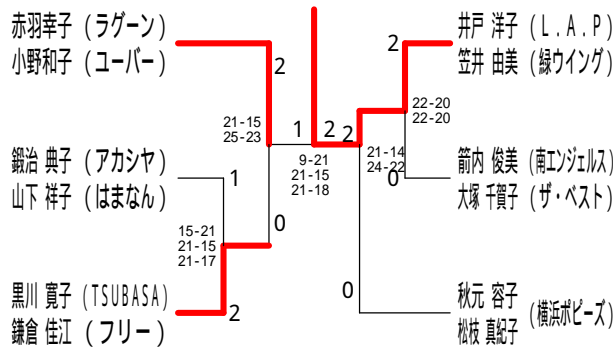 赤羽幸子 (ラグーン)
小野和子 (ユーバー)
2
21-15
25-23
鍛治 典子 (アカシヤ)
山下 祥子 (はまなん)
1
15-21
21-15
21-17
0
黒川 寛子 (TSUBASA)
鎌倉 佳江 (フリー)
2
1 2
9-21
21-15
21-18
井戸 洋子 (L.A.P)
笠井 由美 (緑ウイング)
2
22-20
22-20
2
21-14
24-22
箭内 俊美 (南エンジェルス)
大塚 千賀子 (ザ・ベスト)
0
0
秋元 容子
松枝 真紀子
(横浜ポピーズ)